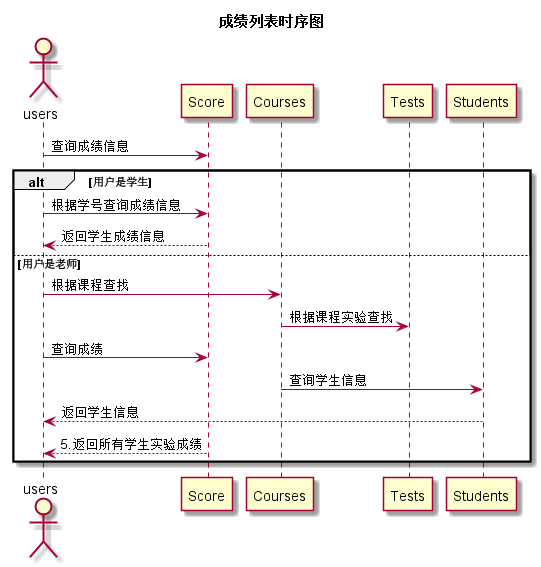 成绩列表时序图
users
Score
Courses
Tests
Students
查询成绩信息
alt
[用户是学生]
根据学号查询成绩信息
返回学生成绩信息
[用户是老师]
根据课程查找
根据课程实验查找
查询成绩
查询学生信息
返回学生信息
5.返回所有学生实验成绩
users
Score
Courses
Tests
Students